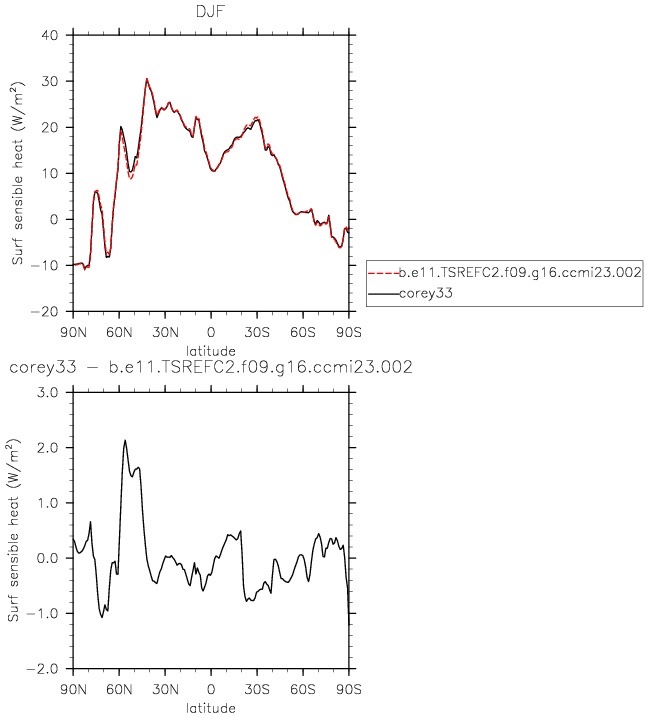 DJF
Surf sensible heat (W/m²)
40
30
20
10
0
−10
−20
90N 60N 30N 0 30S 60S 90S
latitude
b.e11.TSREFC2.f09.g16.ccmi23.002
corey33
corey33 − b.e11.TSREFC2.f09.g16.ccmi23.002
Surf sensible heat (W/m²)
3.0
2.0
1.0
0.0
−1.0
−2.0
90N 60N 30N 0 30S 60S 90S
latitude